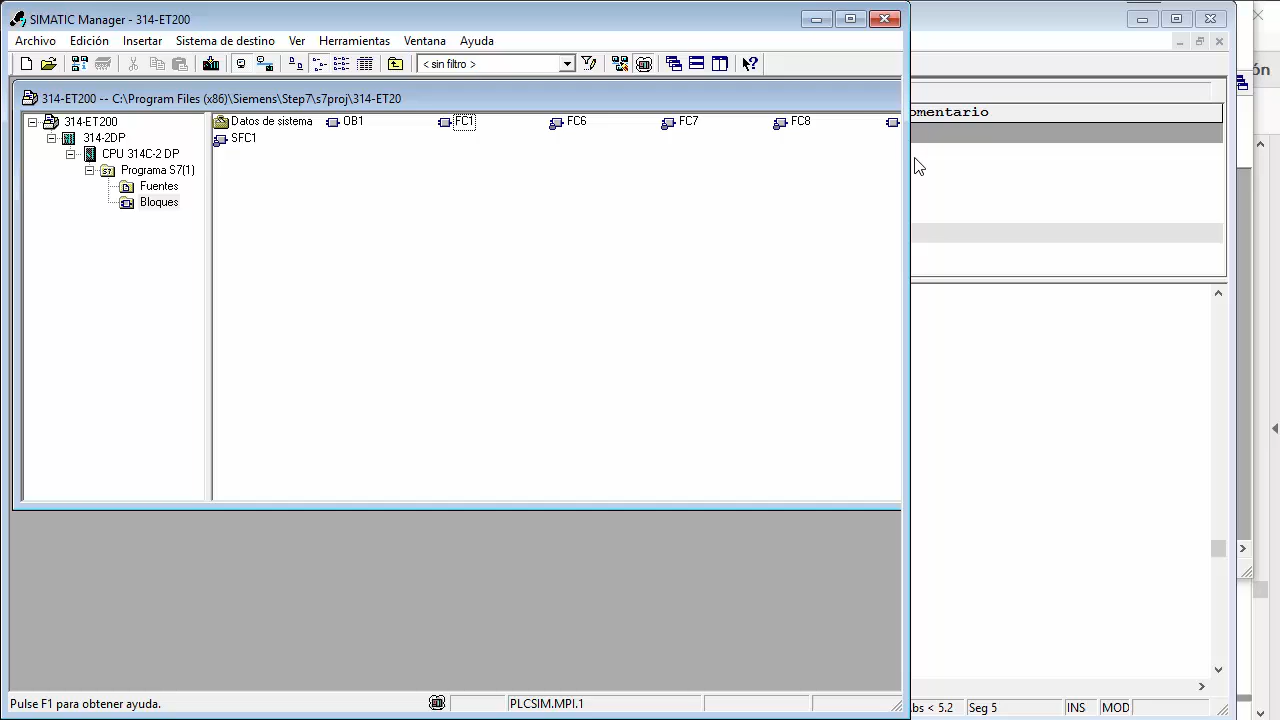 SIMATIC Manager - 314-ET200
Archivo Edición Insertar Sistema de destino Ver Herramientas Ventana Ayuda
< sin filtro >
314-ET200 -- C:\Program Files (x86)\Siemens\Step7\s7proj\314-ET20
314-ET200
314-2DP
CPU 314C-2 DP
Programa S7(1)
Fuentes
Bloques
Datos de sistema OB1 FC1 FC6 FC7 FC8
SFC1
omentario
ón
Pulse F1 para obtener ayuda.
PLCSIM.MPI.1
bs < 5.2 Seg 5 INS MOD